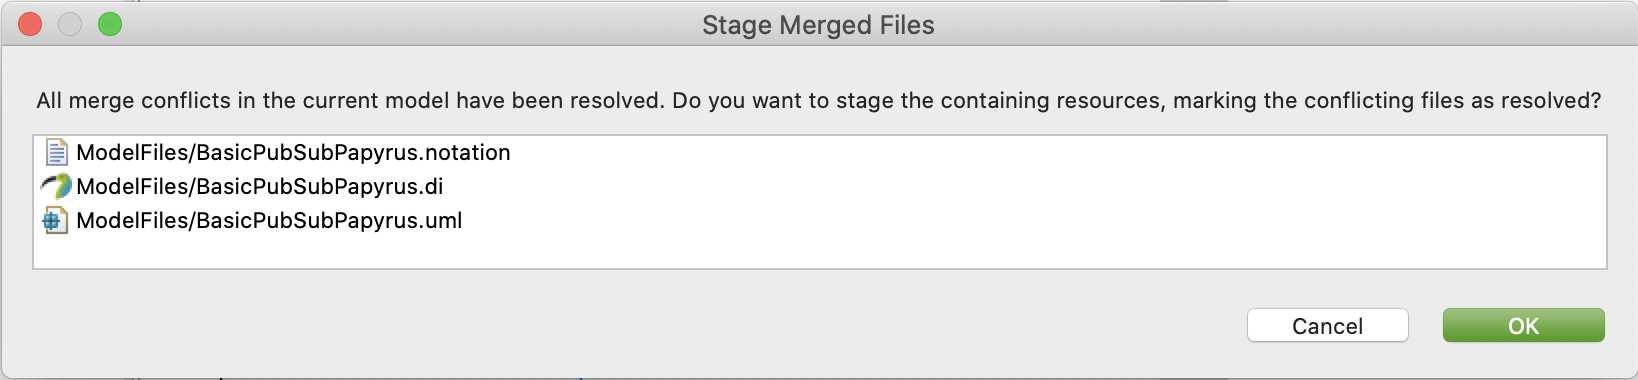 Stage Merged Files
All merge conflicts in the current model have been resolved. Do you want to stage the containing resources, marking the conflicting files as resolved?
ModelFiles/BasicPubSubPapyrus.notation
ModelFiles/BasicPubSubPapyrus.di
ModelFiles/BasicPubSubPapyrus.uml
Cancel OK